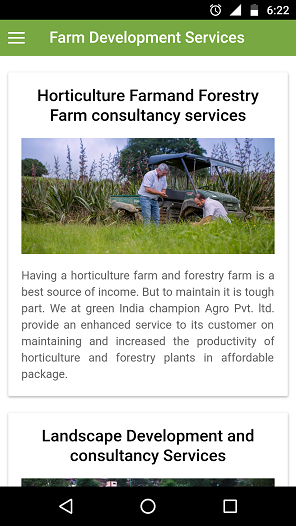 6:22
Farm Development Services
Horticulture Farmand Forestry
Farm consultancy services
Having a horticulture farm and forestry farm is a
best source of income. But to maintain it is tough
part. We at green India champion Agro Pvt. ltd.
provide an enhanced service to its customer on
maintaining and increased the productivity of
horticulture and forestry plants in affordable
package.
Landscape Development and
consultancy Services